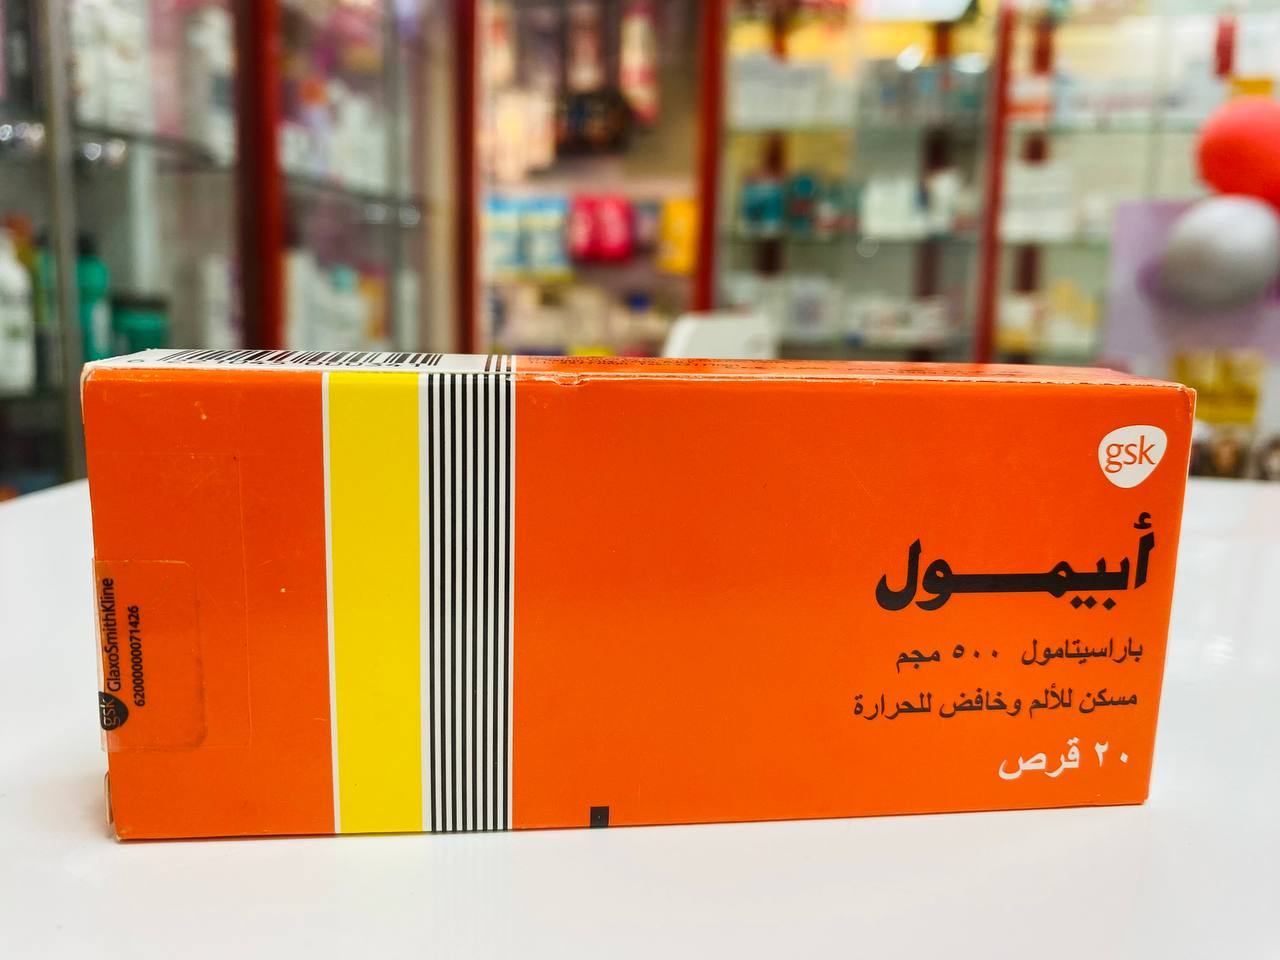 gsk
أبيمول
باراسيتامول ٥٠٠ مجم
مسكن للألم وخافض للحرارة
٢٠ قرص
gsk GlaxoSmithKline
6200000071426